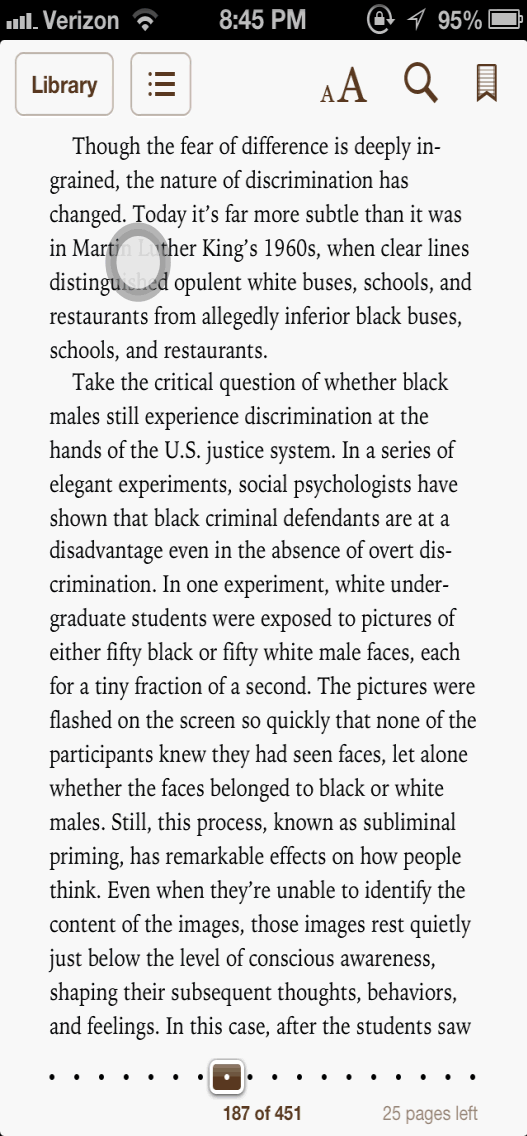 Verizon 8:45 PM 95%
Library AA
Though the fear of difference is deeply in-
grained, the nature of discrimination has
changed. Today it’s far more subtle than it was
in Martin Luther King’s 1960s, when clear lines
distinguished opulent white buses, schools, and
restaurants from allegedly inferior black buses,
schools, and restaurants.
Take the critical question of whether black
males still experience discrimination at the
hands of the U.S. justice system. In a series of
elegant experiments, social psychologists have
shown that black criminal defendants are at a
disadvantage even in the absence of overt dis-
crimination. In one experiment, white under-
graduate students were exposed to pictures of
either fifty black or fifty white male faces, each
for a tiny fraction of a second. The pictures were
flashed on the screen so quickly that none of the
participants knew they had seen faces, let alone
whether the faces belonged to black or white
males. Still, this process, known as subliminal
priming, has remarkable effects on how people
think. Even when they’re unable to identify the
content of the images, those images rest quietly
just below the level of conscious awareness,
shaping their subsequent thoughts, behaviors,
and feelings. In this case, after the students saw
187 of 451 25 pages left